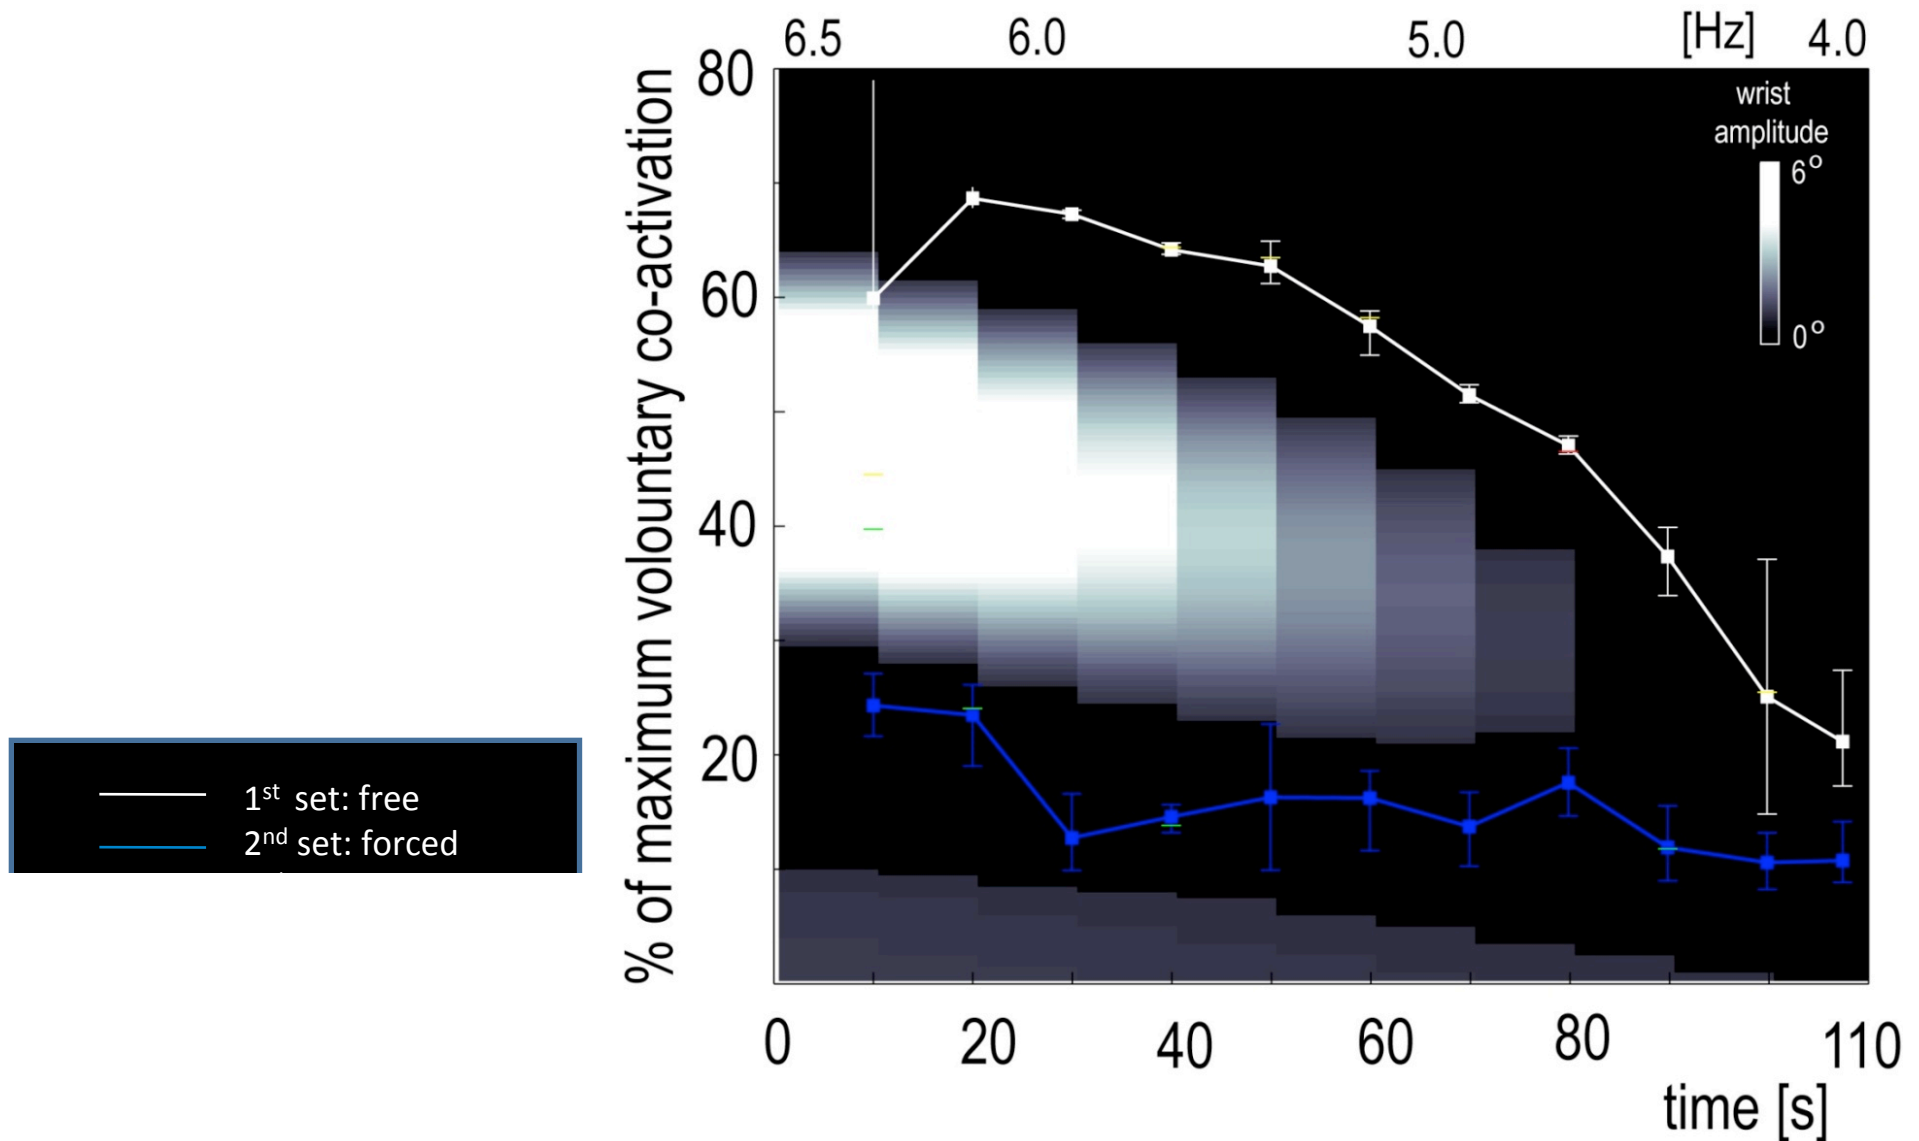 6.5 6.0 5.0 [Hz] 4.0
80
60
40
20
% of maximum volountary co-activation
wrist
amplitude
6°
0°
1st set: free
2nd set: forced
0 20 40 60 80 110
time [s]